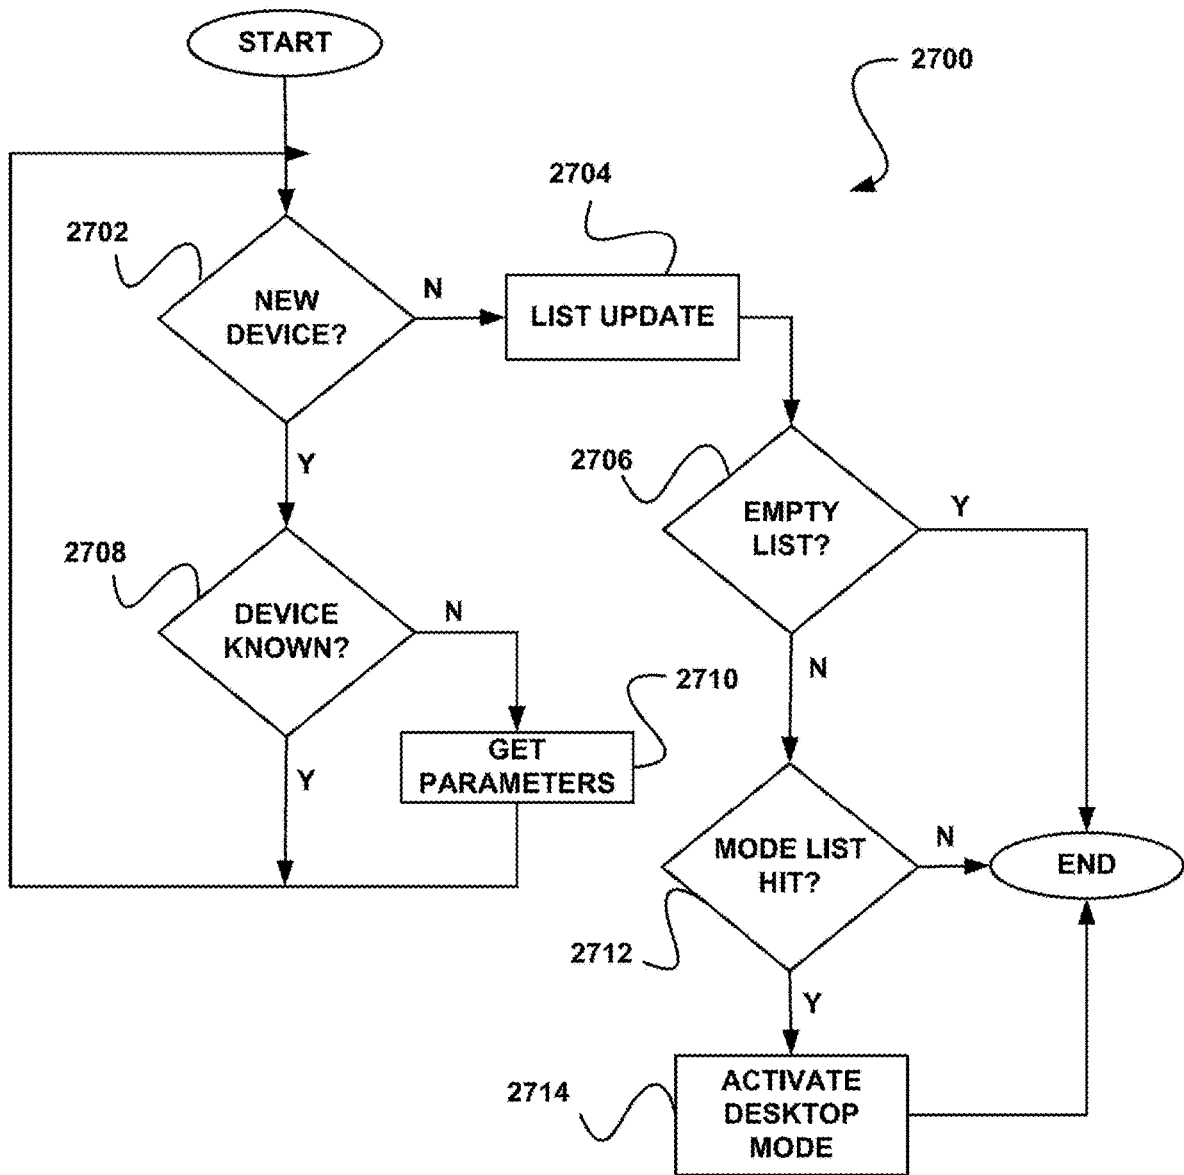 START
2700
2704
2702
NEW
DEVICE?
N
LIST UPDATE
Y
2706
EMPTY
LIST?
Y
2708
DEVICE
KNOWN?
N
N
2710
GET
PARAMETERS
Y
MODE LIST
HIT?
N
END
2712
Y
2714
ACTIVATE
DESKTOP
MODE